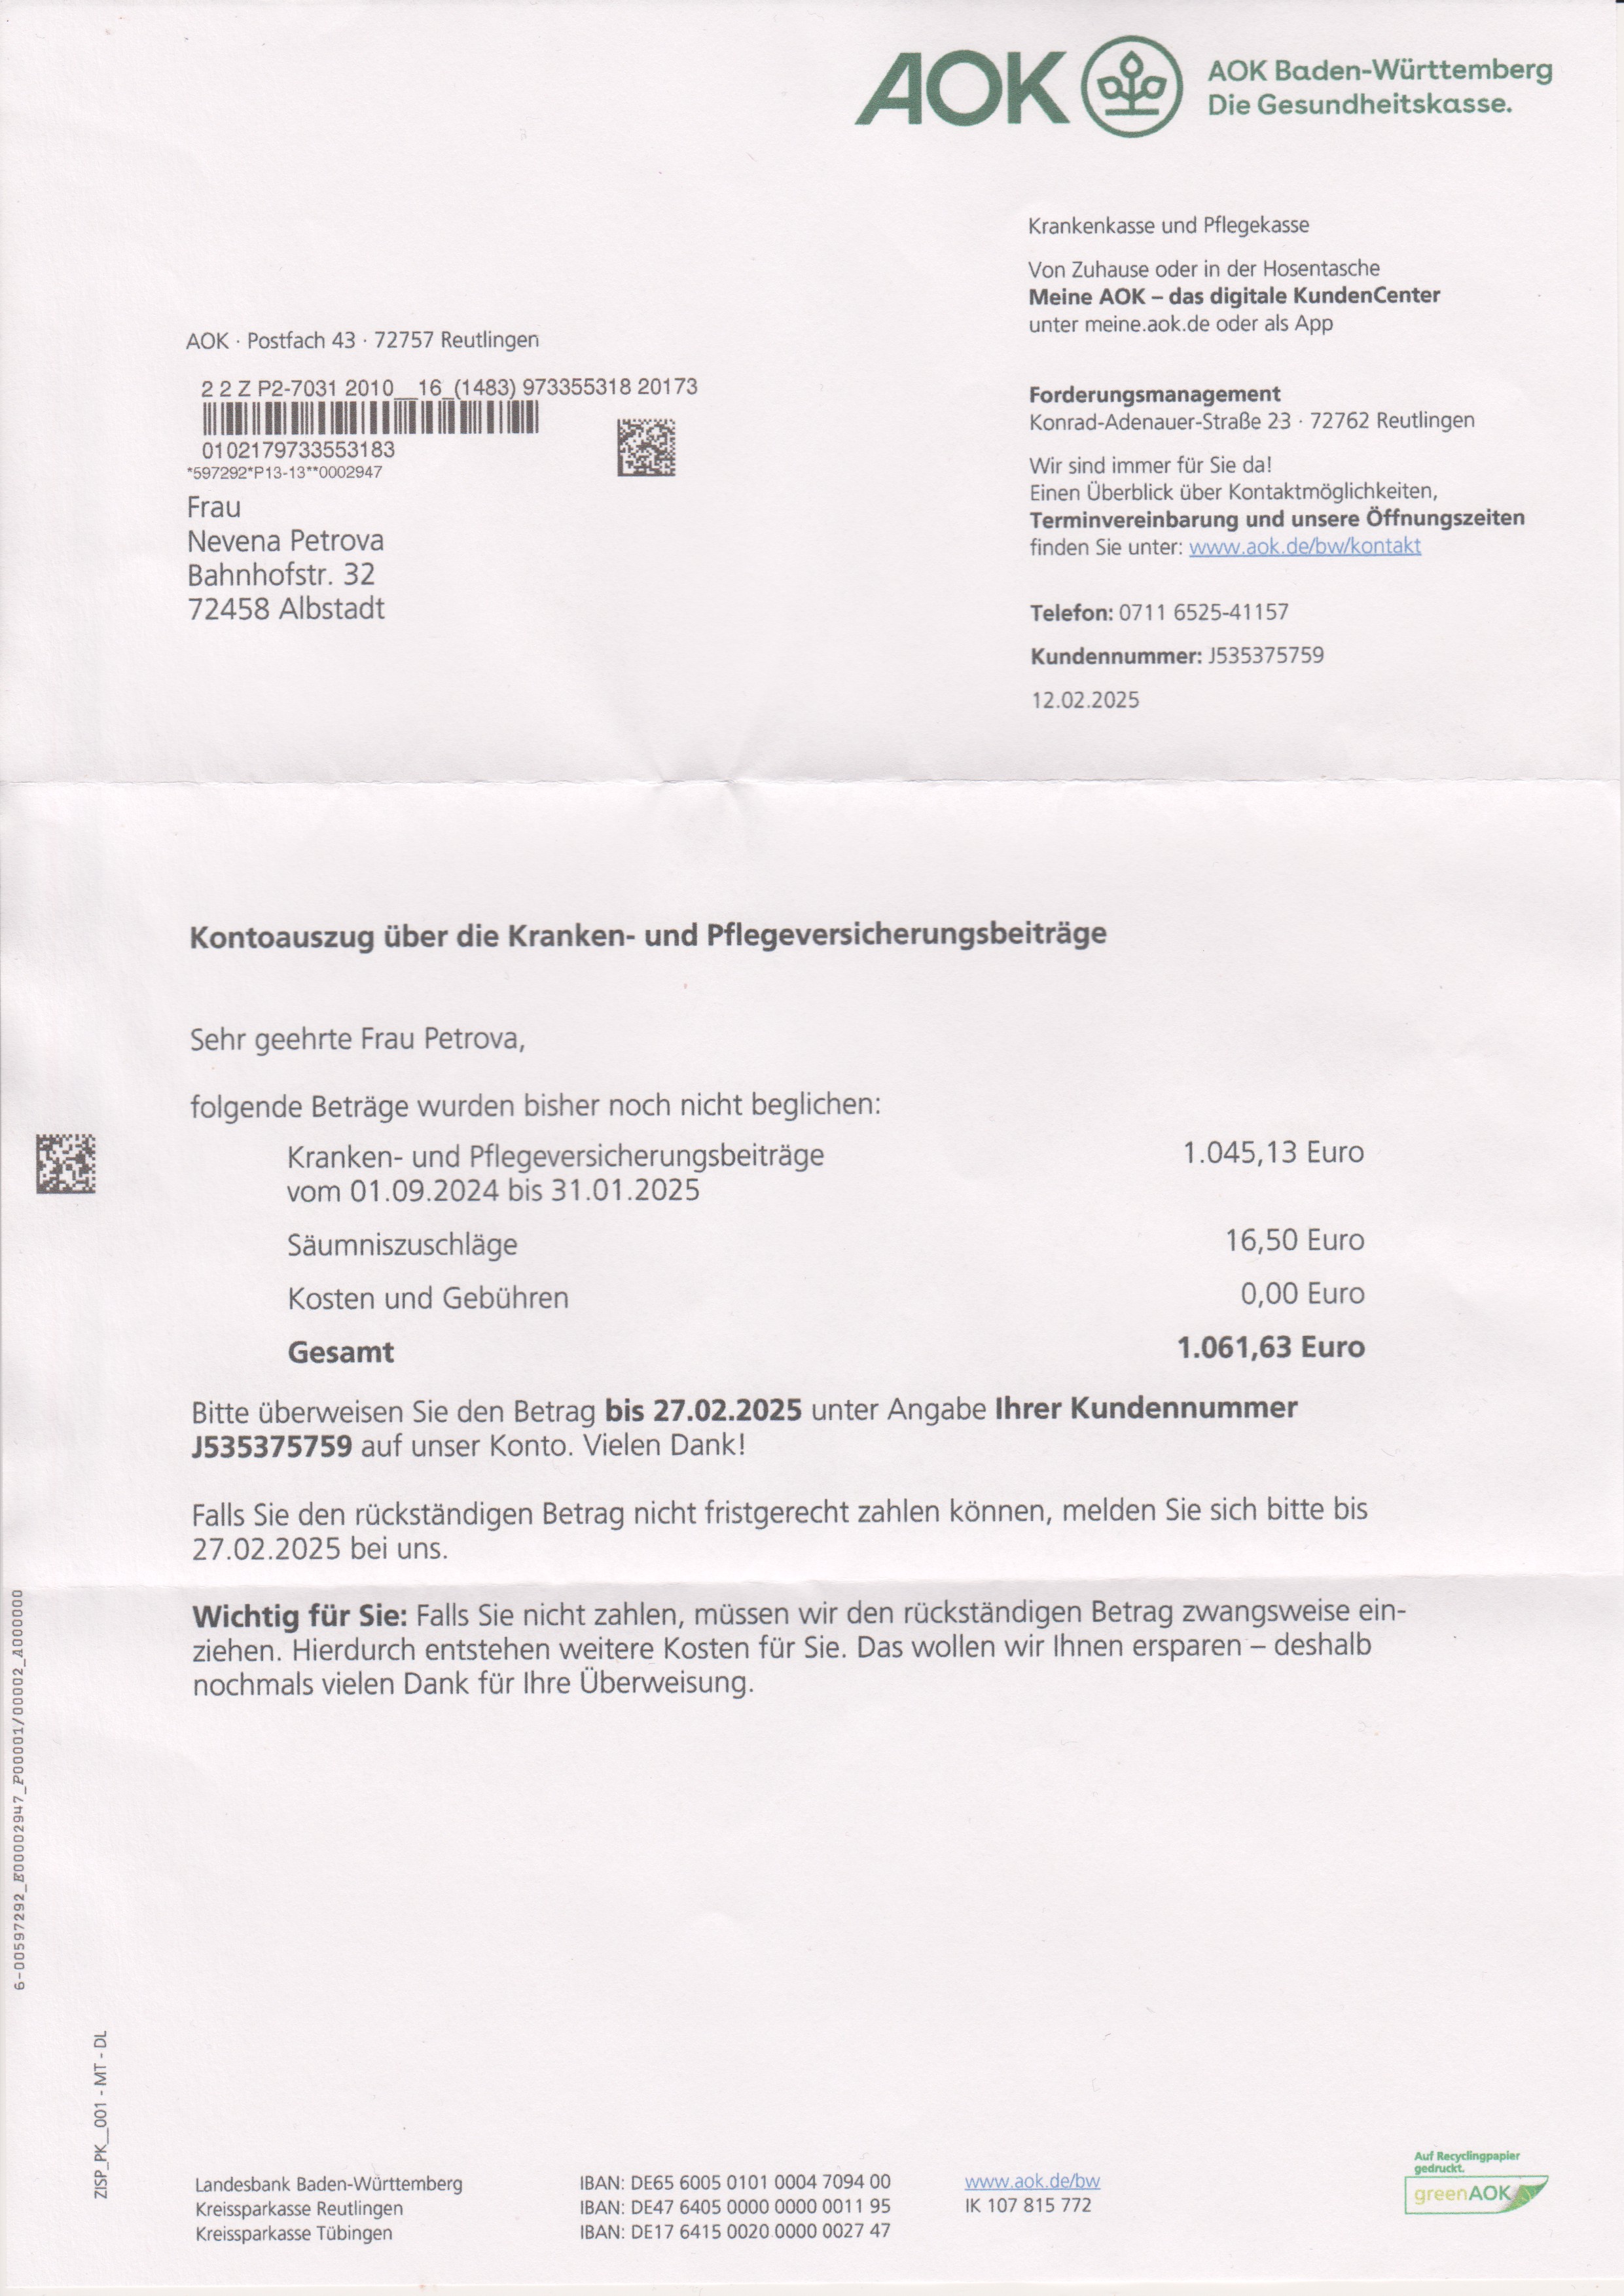 AOK
AOK Baden-Württemberg
Die Gesundheitskasse.
Krankenkasse und Pflegekasse
Von Zuhause oder in der Hosentasche
Meine AOK – das digitale KundenCenter
unter meine.aok.de oder als App
AOK · Postfach 43 · 72757 Reutlingen
2 2 Z P2-7031 2010__16_(1483) 973355318 20173
0102179733553183
*597292*P13-13**0002947
Frau
Nevena Petrova
Bahnhofstr. 32
72458 Albstadt
Forderungsmanagement
Konrad-Adenauer-Straße 23 · 72762 Reutlingen
Wir sind immer für Sie da!
Einen Überblick über Kontaktmöglichkeiten,
Terminvereinbarung und unsere Öffnungszeiten
finden Sie unter: www.aok.de/bw/kontakt
Telefon: 0711 6525-41157
Kundennummer: J535375759
12.02.2025
Kontoauszug über die Kranken- und Pflegeversicherungsbeiträge
Sehr geehrte Frau Petrova,
folgende Beträge wurden bisher noch nicht beglichen:
Kranken- und Pflegeversicherungsbeiträge 1.045,13 Euro
vom 01.09.2024 bis 31.01.2025
Säumniszuschläge 16,50 Euro
Kosten und Gebühren 0,00 Euro
Gesamt 1.061,63 Euro
Bitte überweisen Sie den Betrag bis 27.02.2025 unter Angabe Ihrer Kundennummer
J535375759 auf unser Konto. Vielen Dank!
Falls Sie den rückständigen Betrag nicht fristgerecht zahlen können, melden Sie sich bitte bis
27.02.2025 bei uns.
Wichtig für Sie: Falls Sie nicht zahlen, müssen wir den rückständigen Betrag zwangsweise ein-
ziehen. Hierdurch entstehen weitere Kosten für Sie. Das wollen wir Ihnen ersparen – deshalb
nochmals vielen Dank für Ihre Überweisung.
6-00597292_E00002947_P00001/00002_A000000
ZISP_PK__001 - MT - DL
Landesbank Baden-Württemberg IBAN: DE65 6005 0101 0004 7094 00 www.aok.de/bw
Kreissparkasse Reutlingen IBAN: DE47 6405 0000 0000 0011 95 IK 107 815 772
Kreissparkasse Tübingen IBAN: DE17 6415 0020 0000 0027 47
Auf Recyclingpapier
gedruckt.
greenAOK